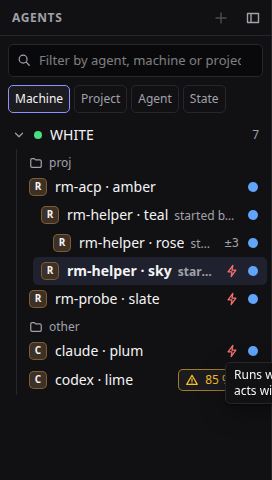 AGENTS
Filter by agent, machine or projec
Machine Project Agent State
WHITE 7
proj
R rm-acp · amber
R rm-helper · teal started b...
R rm-helper · rose st... ±3
R rm-helper · sky star...
R rm-probe · slate
other
C claude · plum
C codex · lime 85
Runs w
acts wi